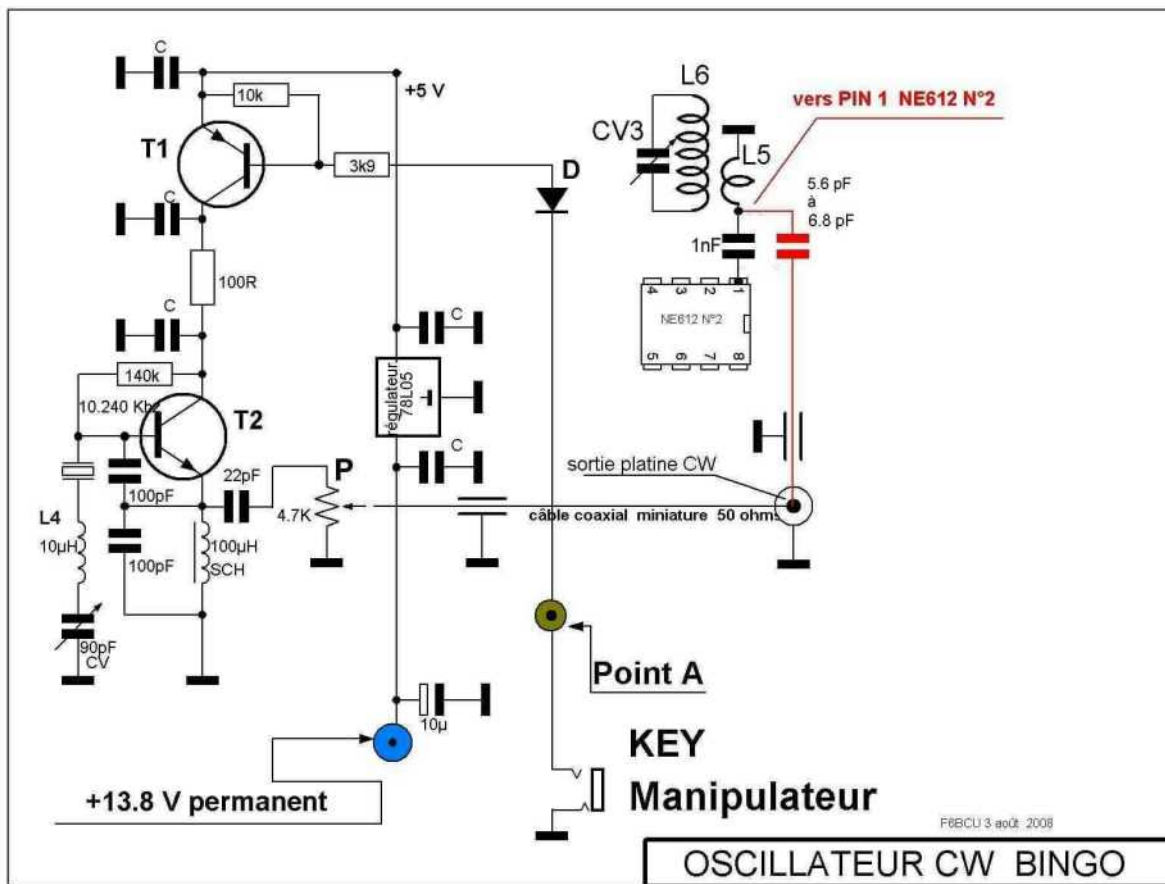 C
10k
+5 V
T1
3k9
D
L6
vers PIN 1 NE612 N°2
CV3
L5
5.6 pF
à
6.8 pF
1nF
C
100R
4 3 2 1
NE612 N°2
5 6 7 8
C
C
140k
régulateur
78L05
10.240 Khz
T2
C
sortie platine CW
22pF
P
100pF
4.7K
câble coaxial miniature 50 ohms
L4
10µH
100pF
100µH
SCH
90pF
CV
Point A
10µ
KEY
+13.8 V permanent
Manipulateur
F6BCU 3 août 2008
OSCILLATEUR CW BINGO